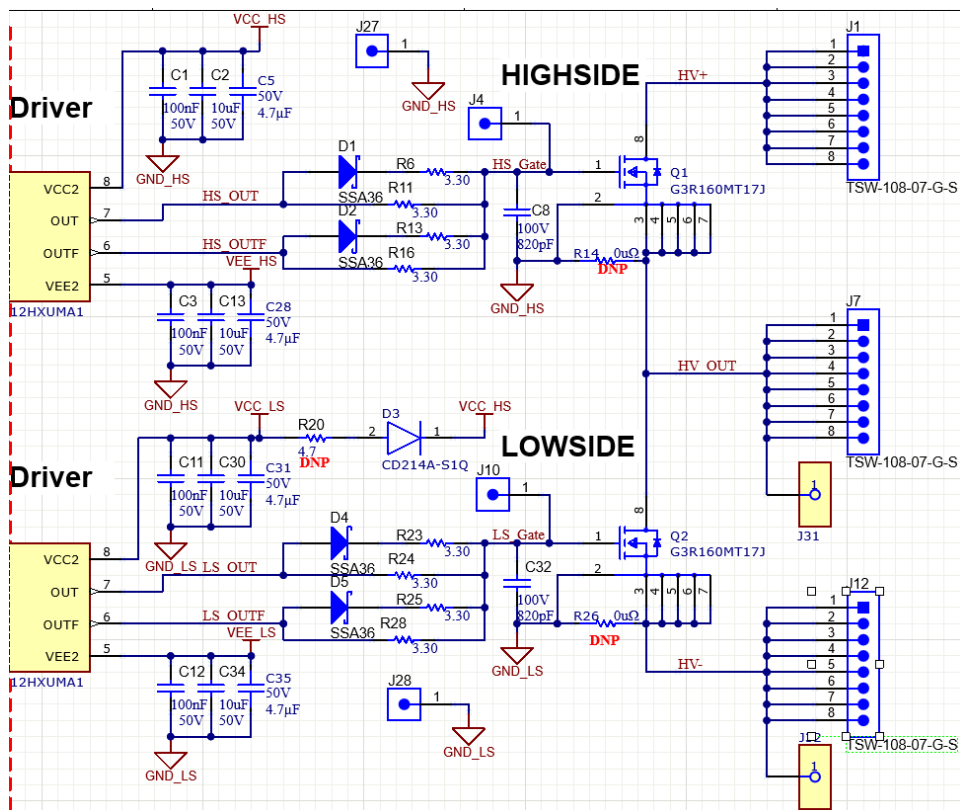 VCC_HS
J27
1
GND_HS
HIGHSIDE
HV+
J1
1
2
3
4
5
6
7
8
TSW-108-07-G-S
C1
C2
C5
50V
4.7µF
100nF
50V
10uF
50V
GND_HS
Driver
J4
1
VCC2
8
OUT
7
OUTF
6
VEE2
5
12HXUMA1
HS_OUT
HS_OUTF
VEE_HS
D1
SSA36
D2
SSA36
R6
3.30
R11
3.30
R13
3.30
R16
3.30
HS_Gate
C8
100V
820pF
GND_HS
8
1
2
Q1
G3R160MT17J
3
4
5
6
7
R14
0uΩ
DNP
C3
C13
C28
50V
4.7µF
100nF
50V
10uF
50V
GND_HS
HV_OUT
J7
1
2
3
4
5
6
7
8
TSW-108-07-G-S
1
J31
VCC_LS
R20
4.7
DNP
D3
2
1
CD214A-S1Q
VCC_HS
LOWSIDE
Driver
C11
C30
C31
50V
4.7µF
100nF
50V
10uF
50V
GND_LS
J10
1
VCC2
8
OUT
7
OUTF
6
VEE2
5
12HXUMA1
LS_OUT
LS_OUTF
VEE_LS
D4
SSA36
D5
SSA36
R23
3.30
R24
3.30
R25
3.30
R28
3.30
LS_Gate
C32
100V
820pF
GND_LS
8
1
2
Q2
G3R160MT17J
3
4
5
6
7
R26
0uΩ
DNP
C12
C34
C35
50V
4.7µF
100nF
50V
10uF
50V
GND_LS
J28
1
GND_LS
HV-
J12
1
2
3
4
5
6
7
8
TSW-108-07-G-S
1